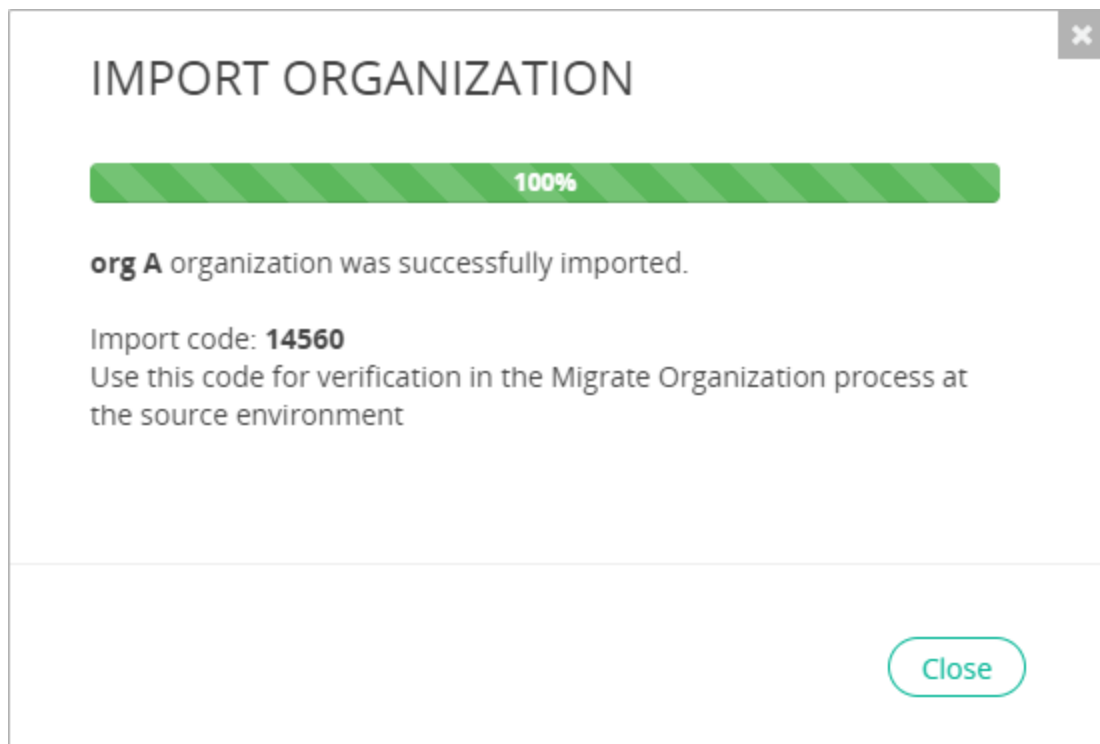 IMPORT ORGANIZATION
100%
org A organization was successfully imported.
Import code: 14560
Use this code for verification in the Migrate Organization process at
the source environment
Close